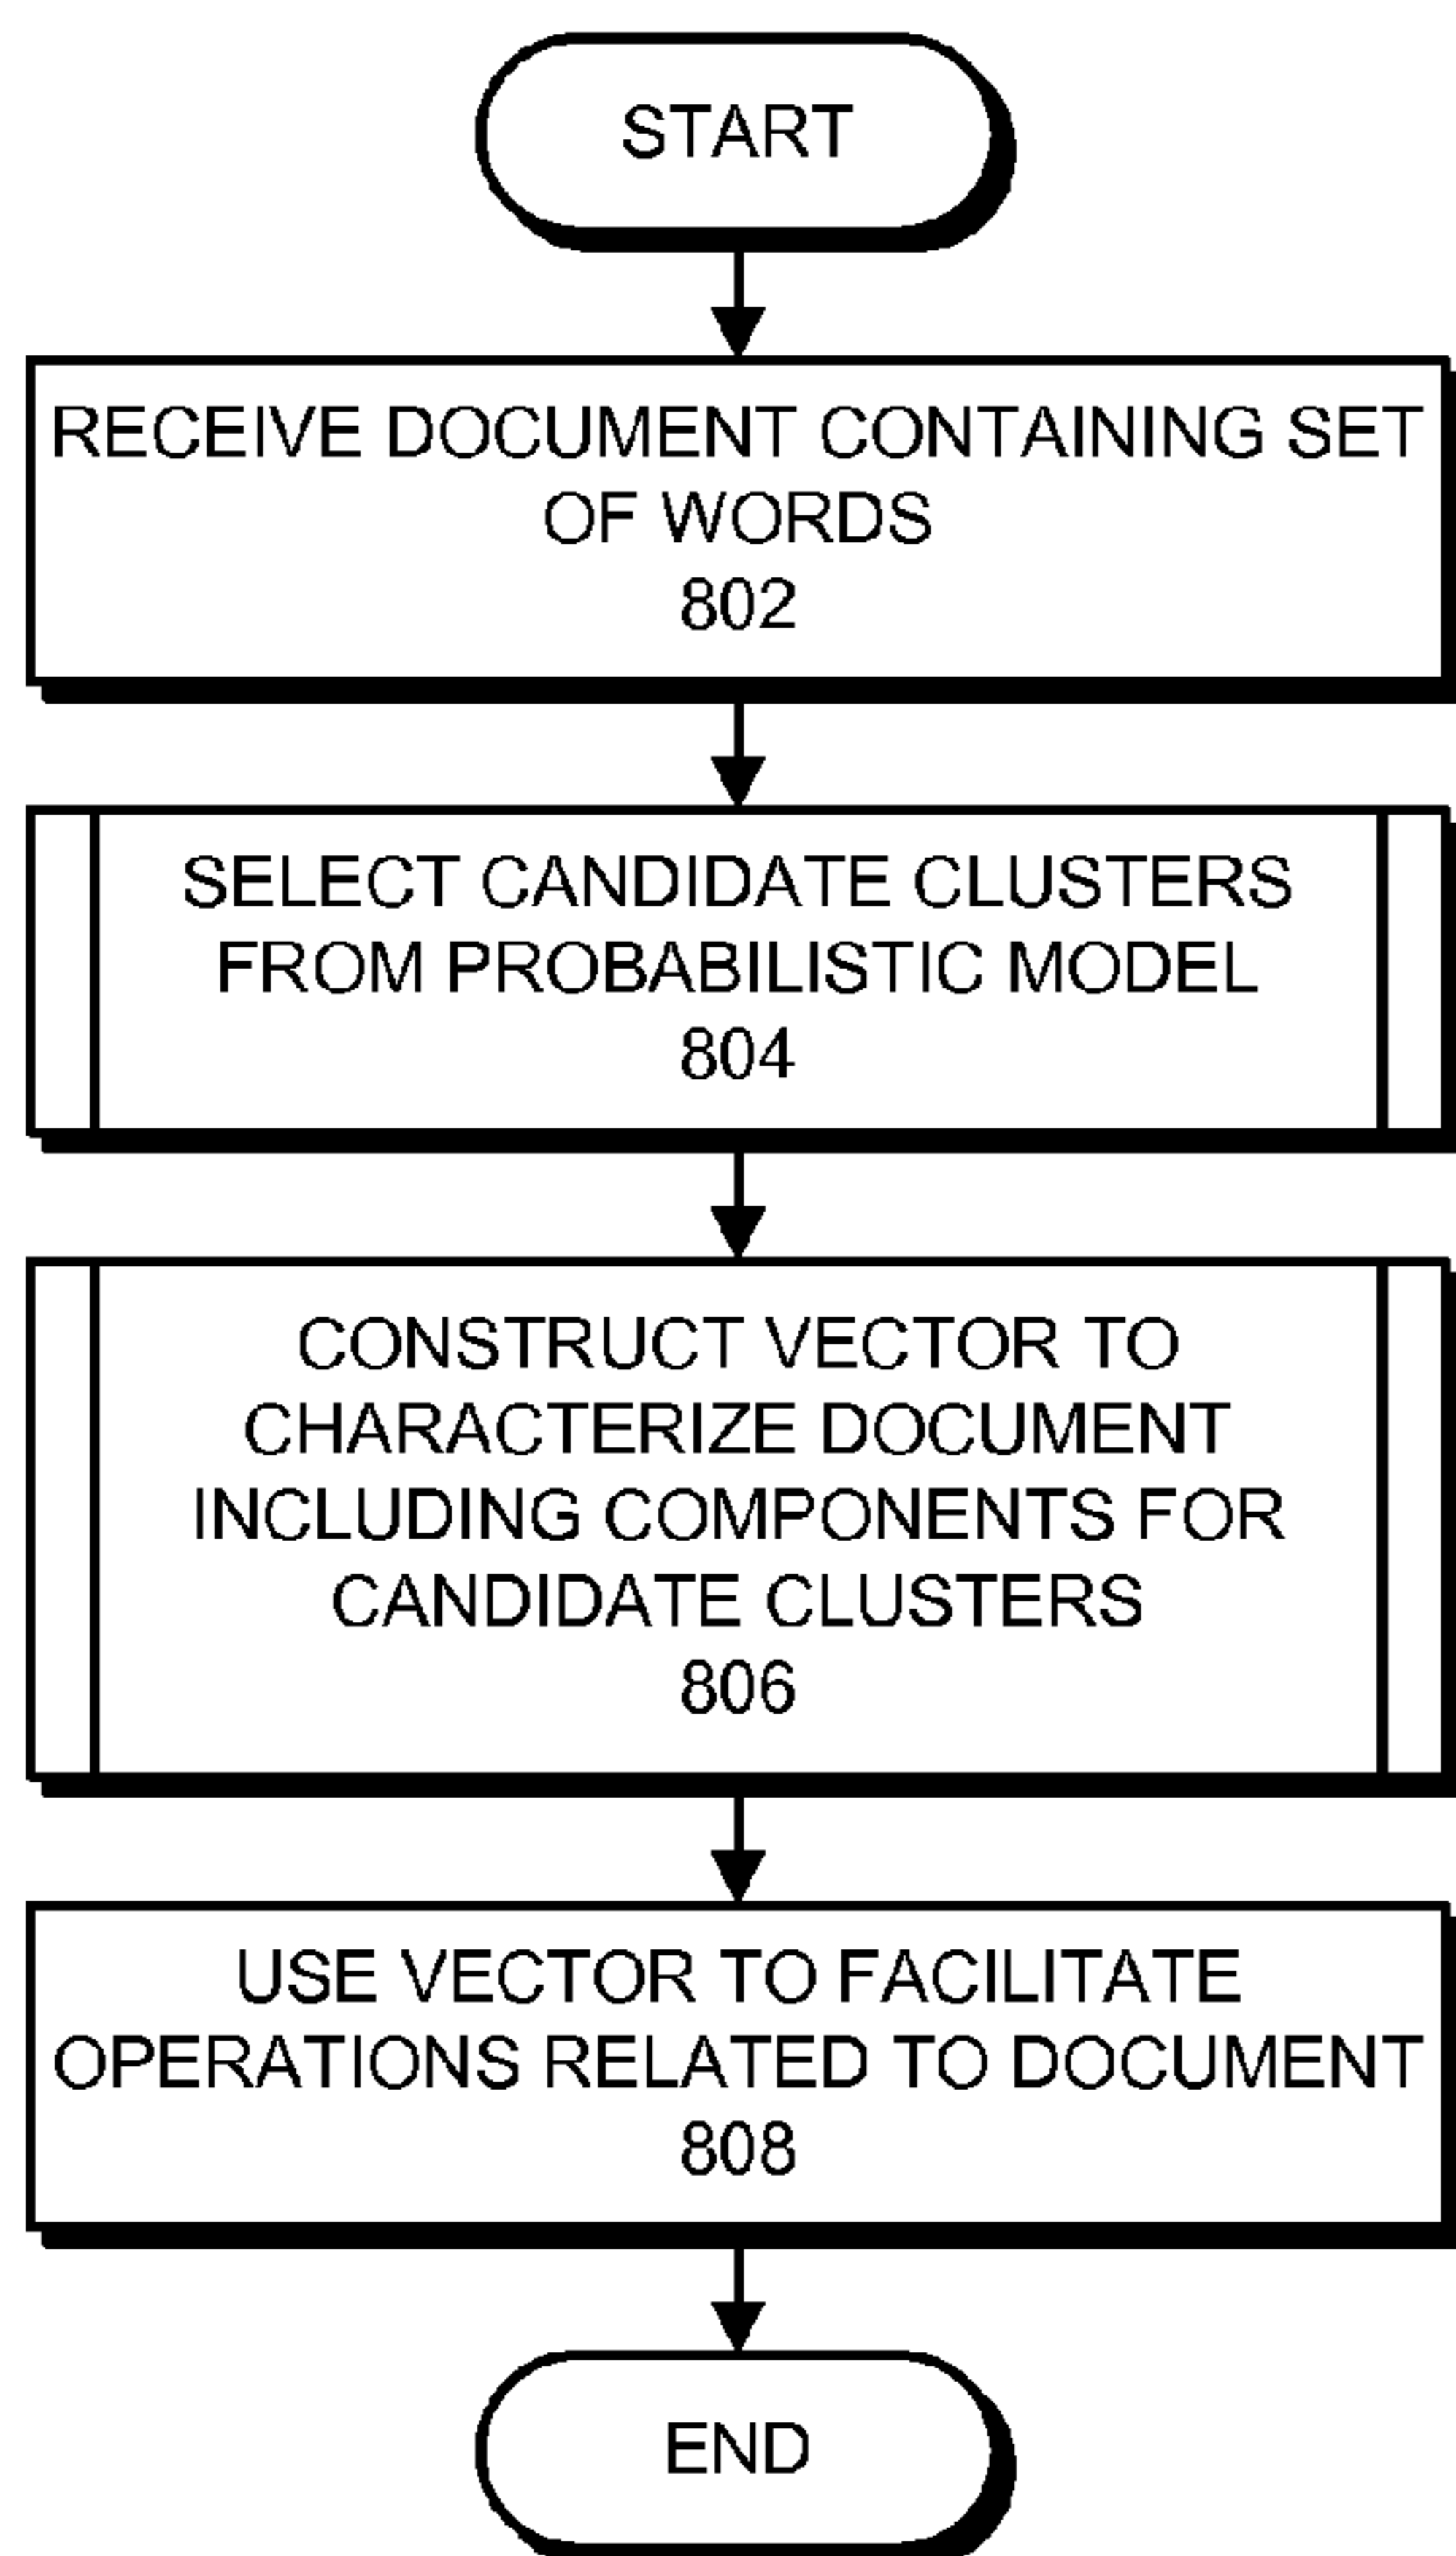 START
RECEIVE DOCUMENT CONTAINING SET
OF WORDS
802
SELECT CANDIDATE CLUSTERS
FROM PROBABILISTIC MODEL
804
CONSTRUCT VECTOR TO
CHARACTERIZE DOCUMENT
INCLUDING COMPONENTS FOR
CANDIDATE CLUSTERS
806
USE VECTOR TO FACILITATE
OPERATIONS RELATED TO DOCUMENT
808
END